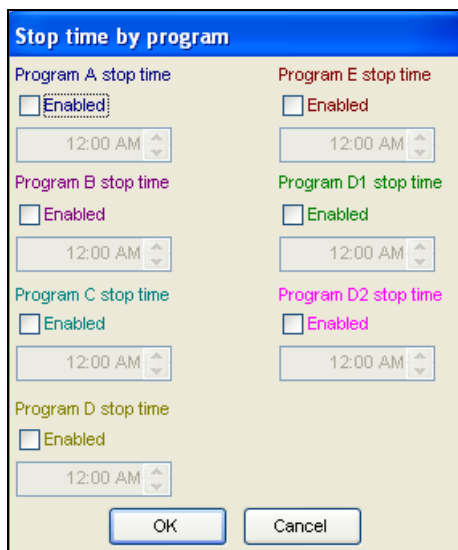 Stop time by program
Program A stop time
Enabled
12:00 AM
Program B stop time
Enabled
12:00 AM
Program C stop time
Enabled
12:00 AM
Program D stop time
Enabled
12:00 AM
Program E stop time
Enabled
12:00 AM
Program D1 stop time
Enabled
12:00 AM
Program D2 stop time
Enabled
12:00 AM
OK
Cancel